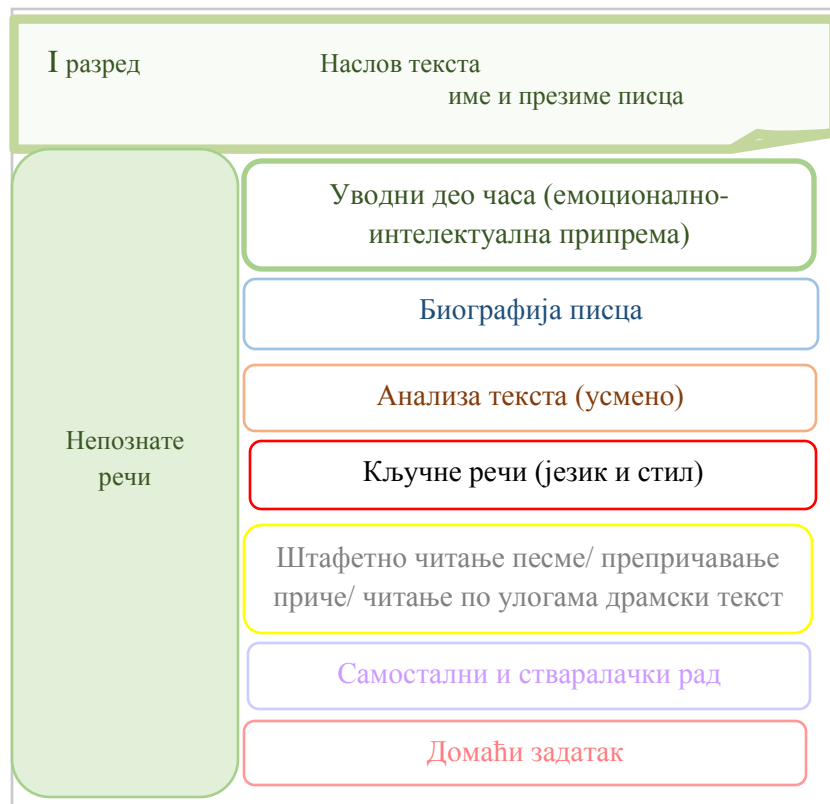 I разред Наслов текста
име и презиме писца
Непознате
речи
Уводни део часа (емоционално-
интелектуална припрема)
Биографија писца
Анализа текста (усмено)
Кључне речи (језик и стил)
Штафетно читање песме/ препричавање
приче/ читање по улогама драмски текст
Самостални и стваралачки рад
Домаћи задатак